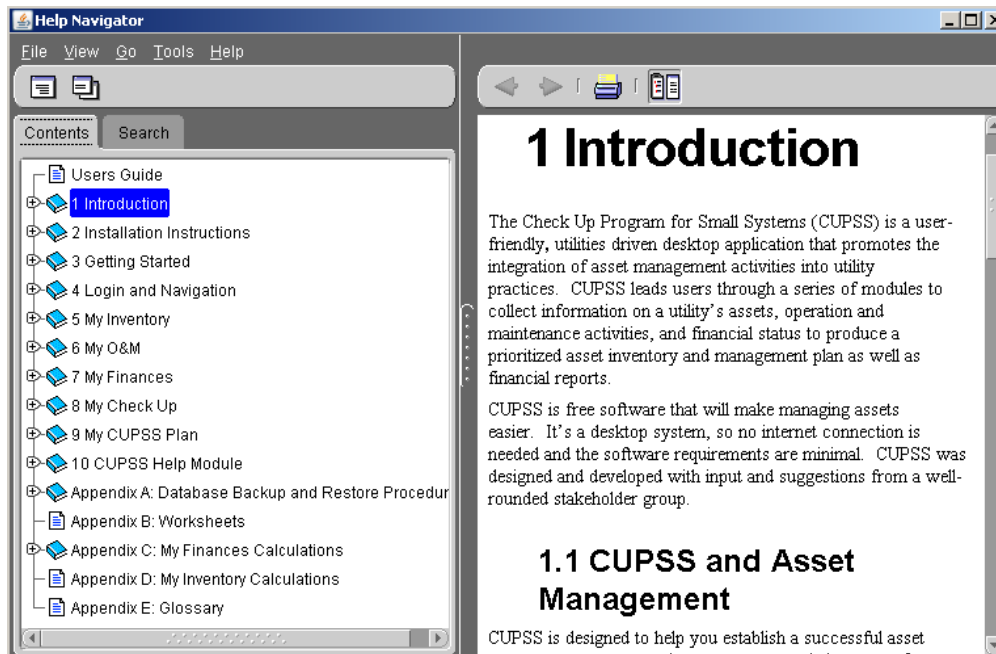 Help Navigator
File View Go Tools Help
Contents Search
Users Guide
1 Introduction
2 Installation Instructions
3 Getting Started
4 Login and Navigation
5 My Inventory
6 My O&M
7 My Finances
8 My Check Up
9 My CUPSS Plan
10 CUPSS Help Module
Appendix A: Database Backup and Restore Procedur
Appendix B: Worksheets
Appendix C: My Finances Calculations
Appendix D: My Inventory Calculations
Appendix E: Glossary
1 Introduction
The Check Up Program for Small Systems (CUPSS) is a user-
friendly, utilities driven desktop application that promotes the
integration of asset management activities into utility
practices. CUPSS leads users through a series of modules to
collect information on a utility's assets, operation and
maintenance activities, and financial status to produce a
prioritized asset inventory and management plan as well as
financial reports.
CUPSS is free software that will make managing assets
easier. It's a desktop system, so no internet connection is
needed and the software requirements are minimal. CUPSS was
designed and developed with input and suggestions from a well-
rounded stakeholder group.
1.1 CUPSS and Asset
Management
CUPSS is designed to help you establish a successful asset